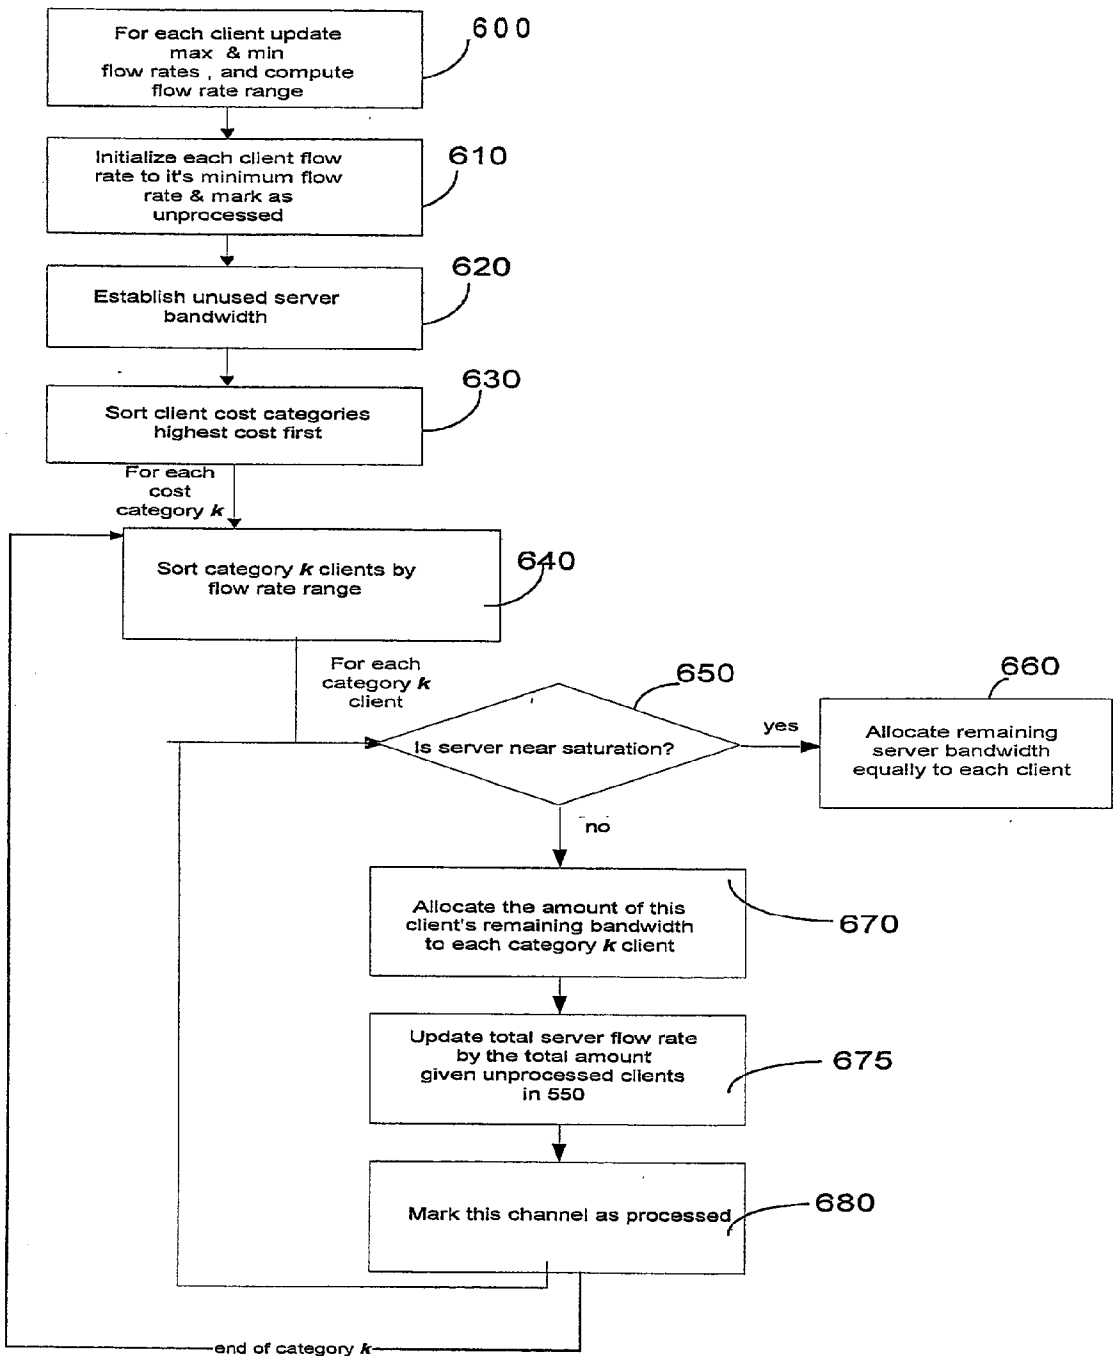 For each client update
max & min
flow rates , and compute
flow rate range
600
Initialize each client flow
rate to it's minimum flow
rate & mark as
unprocessed
610
Establish unused server
bandwidth
620
Sort client cost categories
highest cost first
630
For each
cost
category k
Sort category k clients by
flow rate range
640
For each
category k
client
Is server near saturation?
650
yes
Allocate remaining
server bandwidth
equally to each client
660
no
Allocate the amount of this
client's remaining bandwidth
to each category k client
670
Update total server flow rate
by the total amount
given unprocessed clients
in 550
675
Mark this channel as processed
680
end of category k